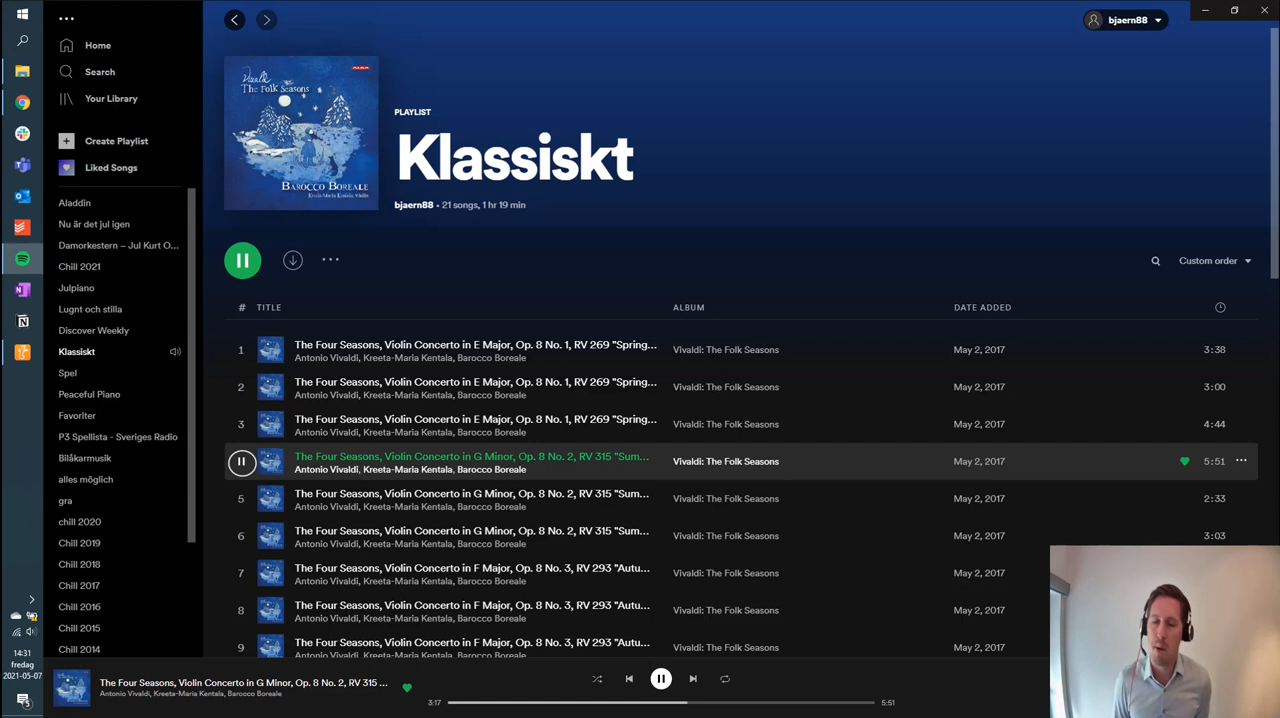 Home
Search
Your Library
Create Playlist
Liked Songs
Aladdin
Nu är det jul igen
Damorkestern – Jul Kurt O...
Chill 2021
Julpiano
Lugnt och stilla
Discover Weekly
Klassiskt
Spel
Peaceful Piano
Favoriter
P3 Spellista - Sveriges Radio
Bilåkarmusik
alles möglich
gra
chill 2020
Chill 2019
Chill 2018
Chill 2017
Chill 2016
Chill 2015
Chill 2014
14:31
fredag
2021-05-07
bjaern88
Vivaldi
The Folk Seasons
BAROCCO BOREALE
Kreeta-Maria Kentala, Violin
PLAYLIST
Klassiskt
bjaern88 • 21 songs, 1 hr 19 min
Custom order
# TITLE ALBUM DATE ADDED
1 The Four Seasons, Violin Concerto in E Major, Op. 8 No. 1, RV 269 "Spring... Vivaldi: The Folk Seasons May 2, 2017 3:38
Antonio Vivaldi, Kreeta-Maria Kentala, Barocco Boreale
2 The Four Seasons, Violin Concerto in E Major, Op. 8 No. 1, RV 269 "Spring... Vivaldi: The Folk Seasons May 2, 2017 3:00
Antonio Vivaldi, Kreeta-Maria Kentala, Barocco Boreale
3 The Four Seasons, Violin Concerto in E Major, Op. 8 No. 1, RV 269 "Spring... Vivaldi: The Folk Seasons May 2, 2017 4:44
Antonio Vivaldi, Kreeta-Maria Kentala, Barocco Boreale
The Four Seasons, Violin Concerto in G Minor, Op. 8 No. 2, RV 315 "Sum... Vivaldi: The Folk Seasons May 2, 2017 5:51
Antonio Vivaldi, Kreeta-Maria Kentala, Barocco Boreale
5 The Four Seasons, Violin Concerto in G Minor, Op. 8 No. 2, RV 315 "Sum... Vivaldi: The Folk Seasons May 2, 2017 2:33
Antonio Vivaldi, Kreeta-Maria Kentala, Barocco Boreale
6 The Four Seasons, Violin Concerto in G Minor, Op. 8 No. 2, RV 315 "Sum... Vivaldi: The Folk Seasons May 2, 2017 3:03
Antonio Vivaldi, Kreeta-Maria Kentala, Barocco Boreale
7 The Four Seasons, Violin Concerto in F Major, Op. 8 No. 3, RV 293 "Autu... Vivaldi: The Folk Seasons May 2, 2017
Antonio Vivaldi, Kreeta-Maria Kentala, Barocco Boreale
8 The Four Seasons, Violin Concerto in F Major, Op. 8 No. 3, RV 293 "Autu... Vivaldi: The Folk Seasons May 2, 2017
Antonio Vivaldi, Kreeta-Maria Kentala, Barocco Boreale
9 The Four Seasons, Violin Concerto in F Major, Op. 8 No. 3, RV 293 "Autu... Vivaldi: The Folk Seasons May 2, 2017
Antonio Vivaldi, Kreeta-Maria Kentala, Barocco Boreale
The Four Seasons, Violin Concerto in G Minor, Op. 8 No. 2, RV 315 ...
Antonio Vivaldi, Kreeta-Maria Kentala, Barocco Boreale
3:17
5:51